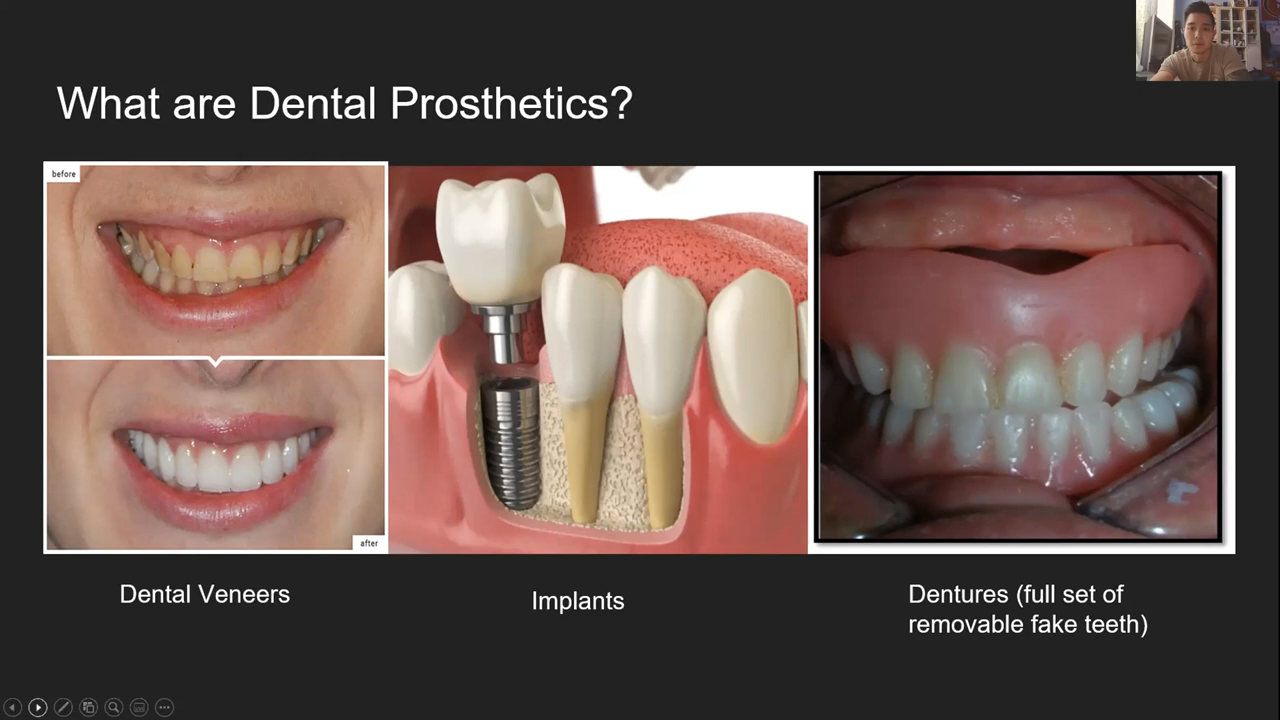 What are Dental Prosthetics?
before
after
Dental Veneers
Implants
Dentures (full set of
removable fake teeth)